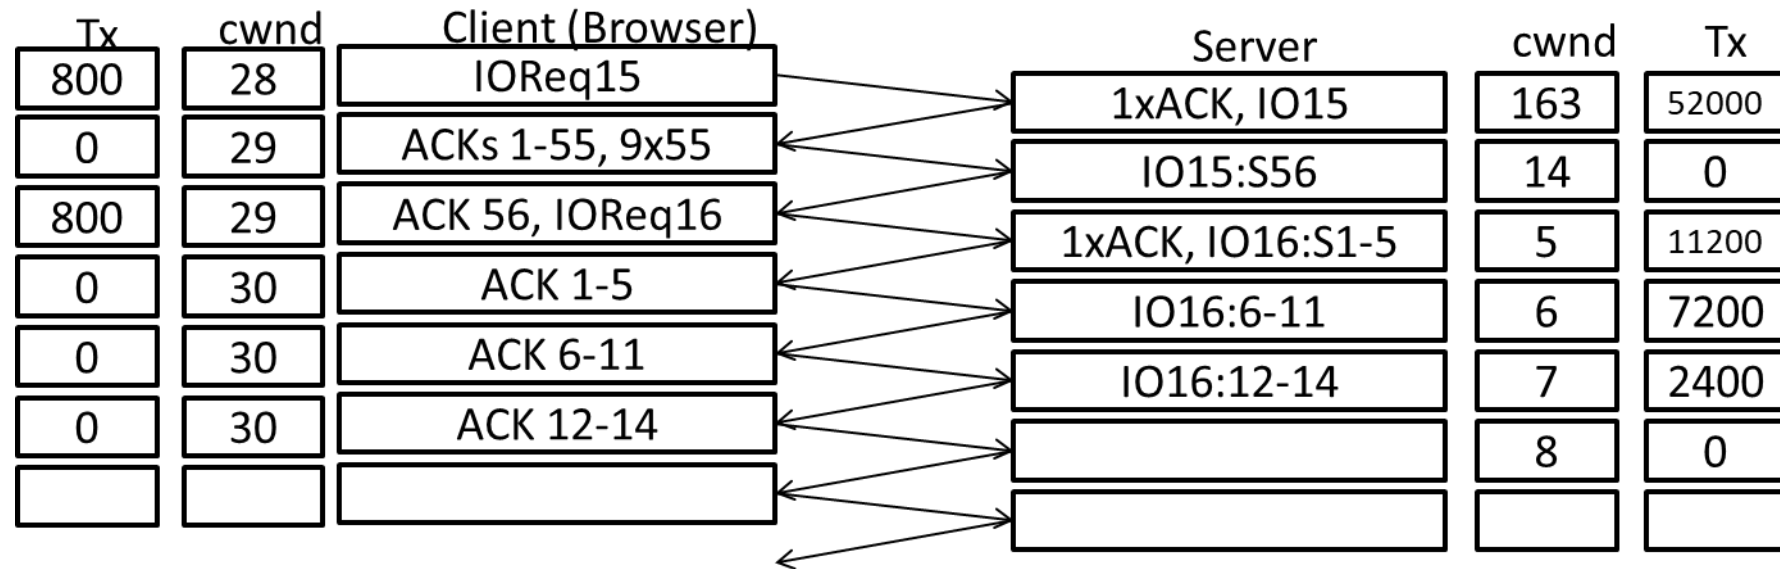 Tx cwnd Client (Browser) Server cwnd Tx
800 28 IOReq15 1xACK, IO15 163 52000
0 29 ACKs 1-55, 9x55 IO15:S56 14 0
800 29 ACK 56, IOReq16 1xACK, IO16:S1-5 5 11200
0 30 ACK 1-5 IO16:6-11 6 7200
0 30 ACK 6-11 IO16:12-14 7 2400
0 30 ACK 12-14 8 0